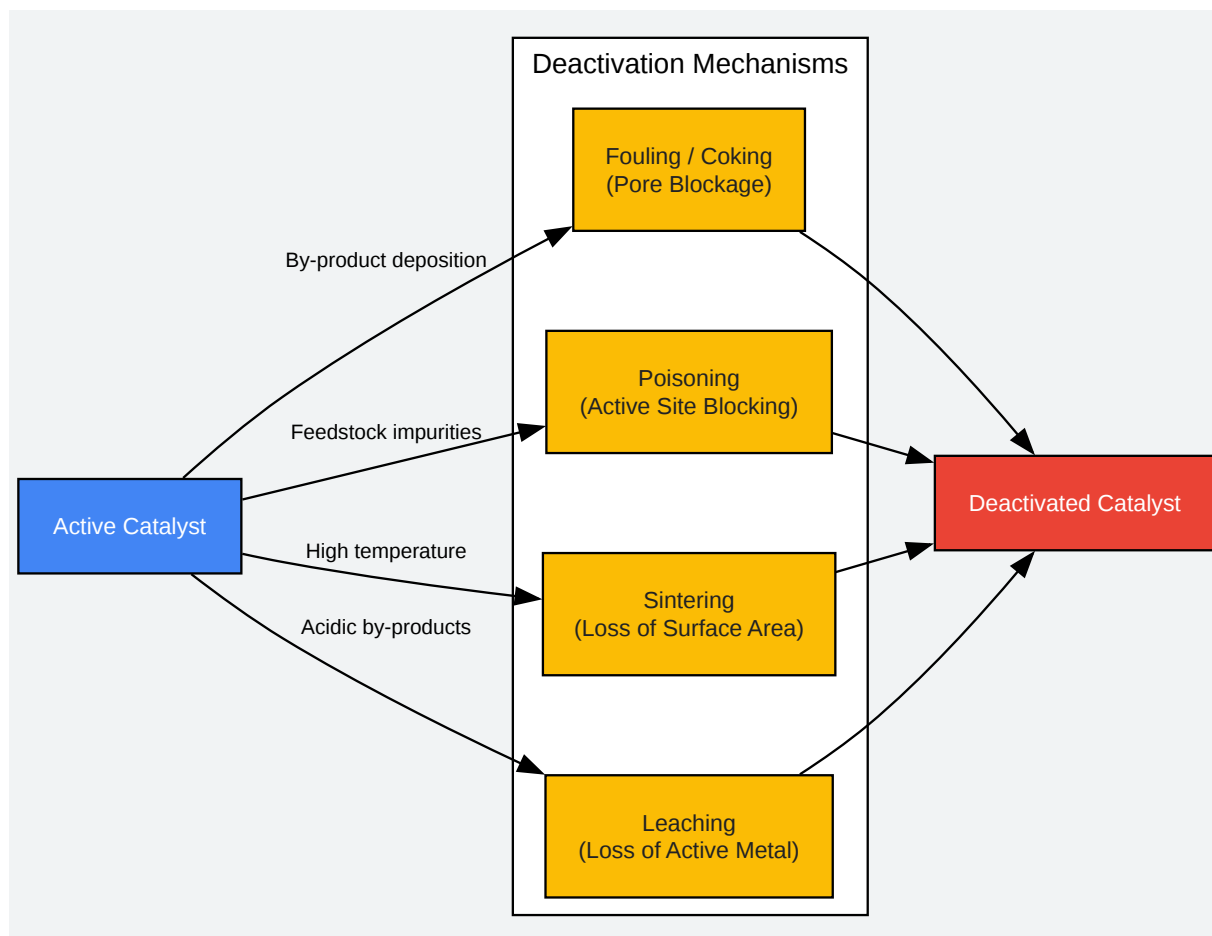 Deactivation Mechanisms
Fouling / Coking
(Pore Blockage)
By-product deposition
Poisoning
(Active Site Blocking)
Feedstock impurities
Active Catalyst
Deactivated Catalyst
High temperature
Sintering
(Loss of Surface Area)
Acidic by-products
Leaching
(Loss of Active Metal)